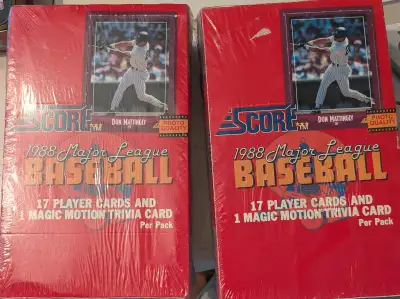 DON MATTINGLY
SCORE
TM
PHOTO
QUALITY
1988 Major League
BASEBALL
17 PLAYER CARDS AND
1 MAGIC MOTION TRIVIA CARD
Per Pack
DON MATTINGLY
SCORE
TM
PHOTO
QUALITY
1988 Major League
BASEBALL
17 PLAYER CARDS AND
1 MAGIC MOTION TRIVIA CARD
Per Pack